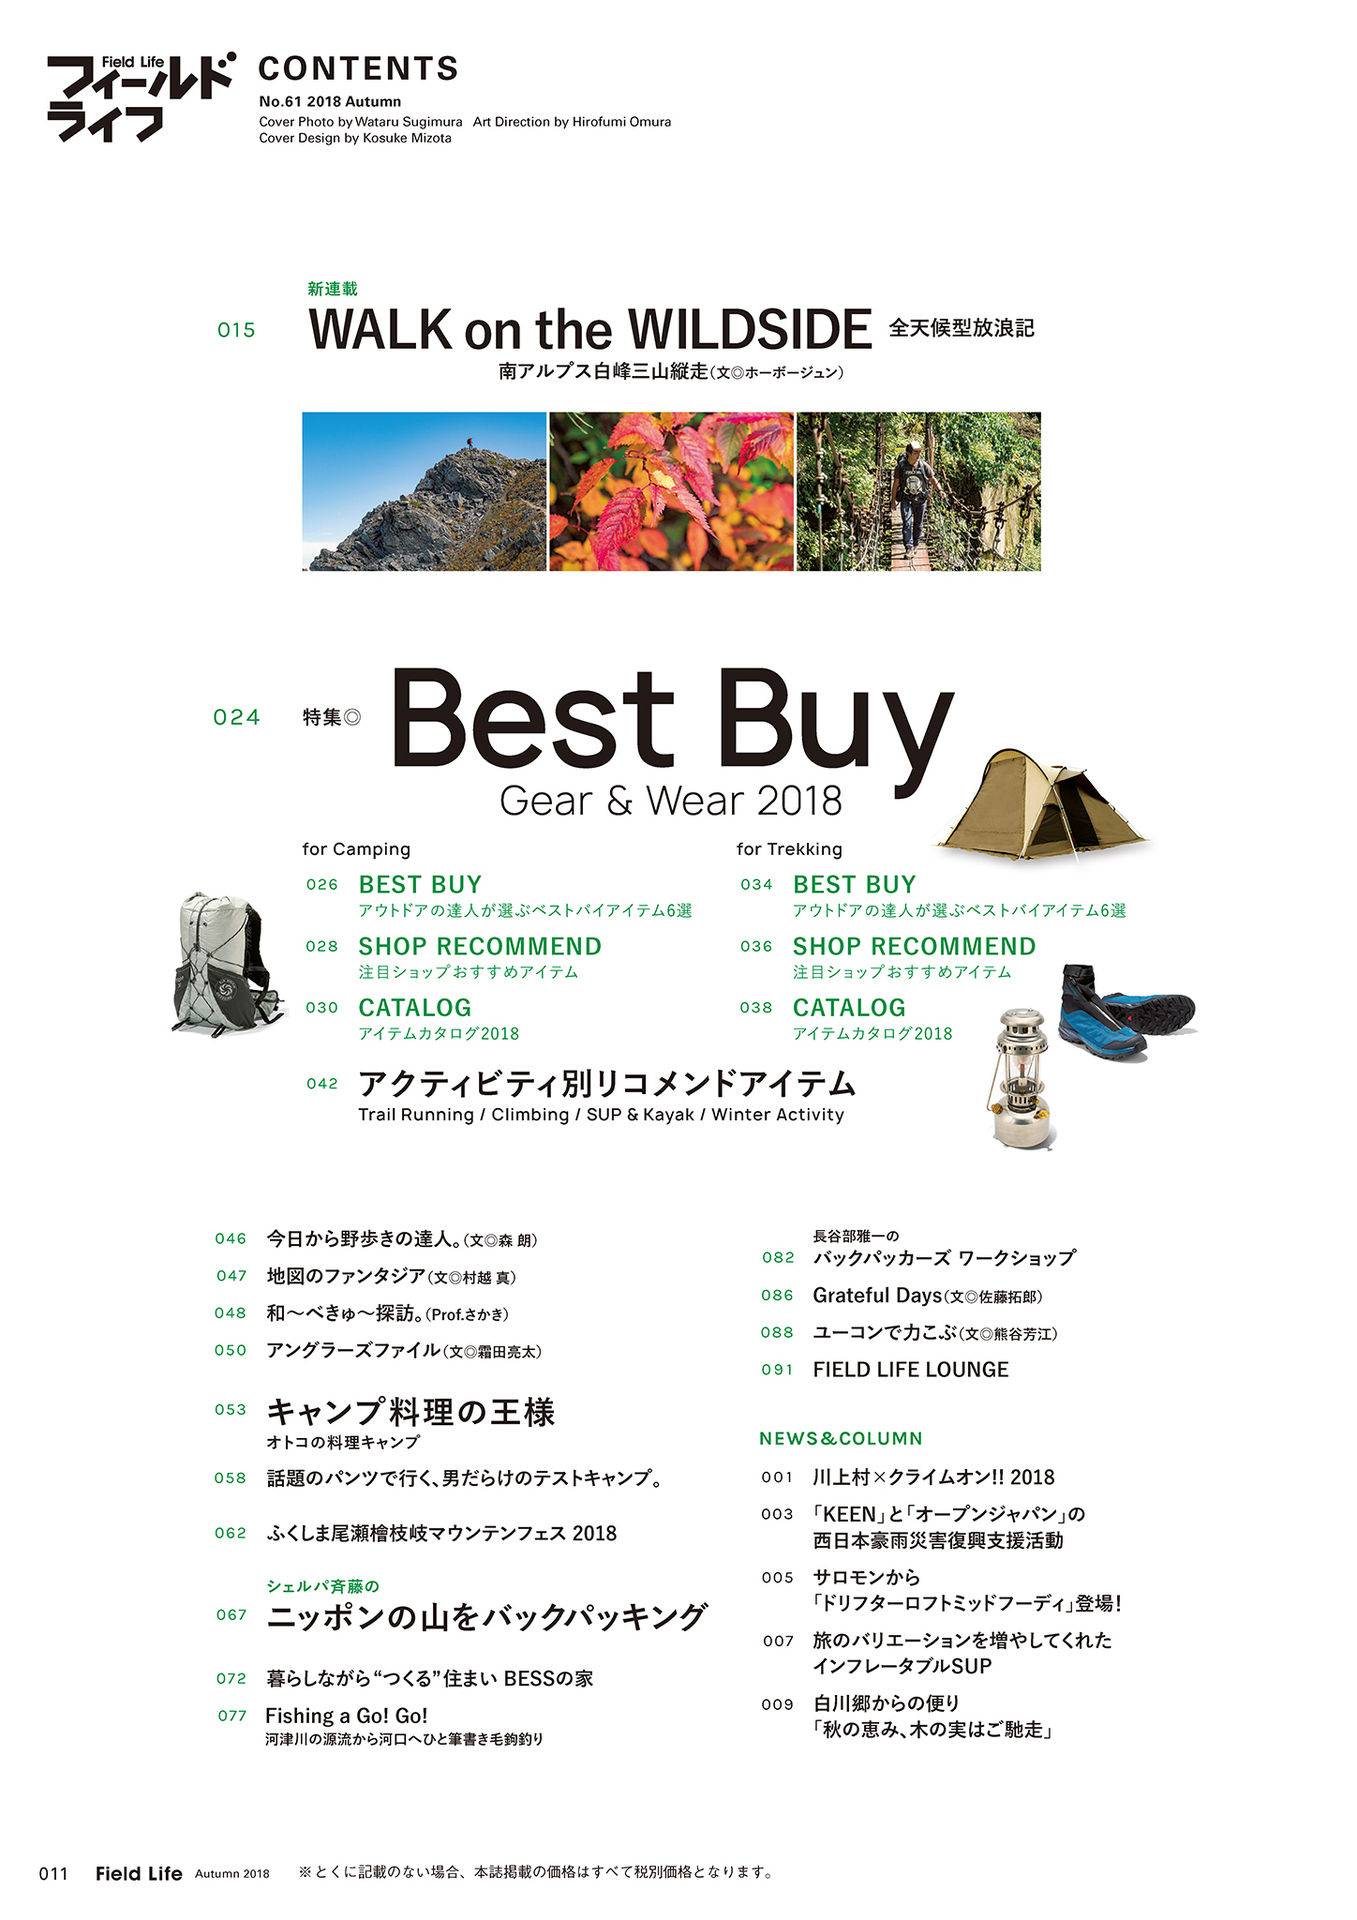 Field Life
フィールド
ライフ
CONTENTS
No.61 2018 Autumn
Cover Photo by Wataru Sugimura Art Direction by Hirofumi Omura
Cover Design by Kosuke Mizota
新連載
015 WALK on the WILDSIDE 全天候型放浪記
南アルプス白峰三山縦走(文◎ホーボージュン)
024 特集◎ Best Buy
Gear & Wear 2018
for Camping
026 BEST BUY
アウトドアの達人が選ぶベストバイアイテム6選
028 SHOP RECOMMEND
注目ショップおすすめアイテム
030 CATALOG
アイテムカタログ2018
for Trekking
034 BEST BUY
アウトドアの達人が選ぶベストバイアイテム6選
036 SHOP RECOMMEND
注目ショップおすすめアイテム
038 CATALOG
アイテムカタログ2018
042 アクティビティ別リコメンドアイテム
Trail Running / Climbing / SUP & Kayak / Winter Activity
046 今日から野歩きの達人。(文◎森 朗)
047 地図のファンタジア(文◎村越 真)
048 和〜べきゅ〜探訪。(Prof.さかき)
050 アングラーズファイル(文◎霜田亮太)
053 キャンプ料理の王様
オトコの料理キャンプ
058 話題のパンツで行く、男だらけのテストキャンプ。
062 ふくしま尾瀬檜枝岐マウンテンフェス 2018
シェルパ斉藤の
067 ニッポンの山をバックパッキング
072 暮らしながら“つくる”住まい BESSの家
077 Fishing a Go! Go!
河津川の源流から河口へひと筆書き毛鉤釣り
長谷部雅一の
082 バックパッカーズ ワークショップ
086 Grateful Days(文◎佐藤拓郎)
088 ユーコンで力こぶ(文◎熊谷芳江)
091 FIELD LIFE LOUNGE
NEWS&COLUMN
001 川上村×クライムオン!! 2018
003 「KEEN」と「オープンジャパン」の
西日本豪雨災害復興支援活動
005 サロモンから
「ドリフターロフトミッドフーディ」登場!
007 旅のバリエーションを増やしてくれた
インフレータブルSUP
009 白川郷からの便り
「秋の恵み、木の実はご馳走」
011 Field Life Autumn 2018 ※とくに記載のない場合、本誌掲載の価格はすべて税別価格となります。